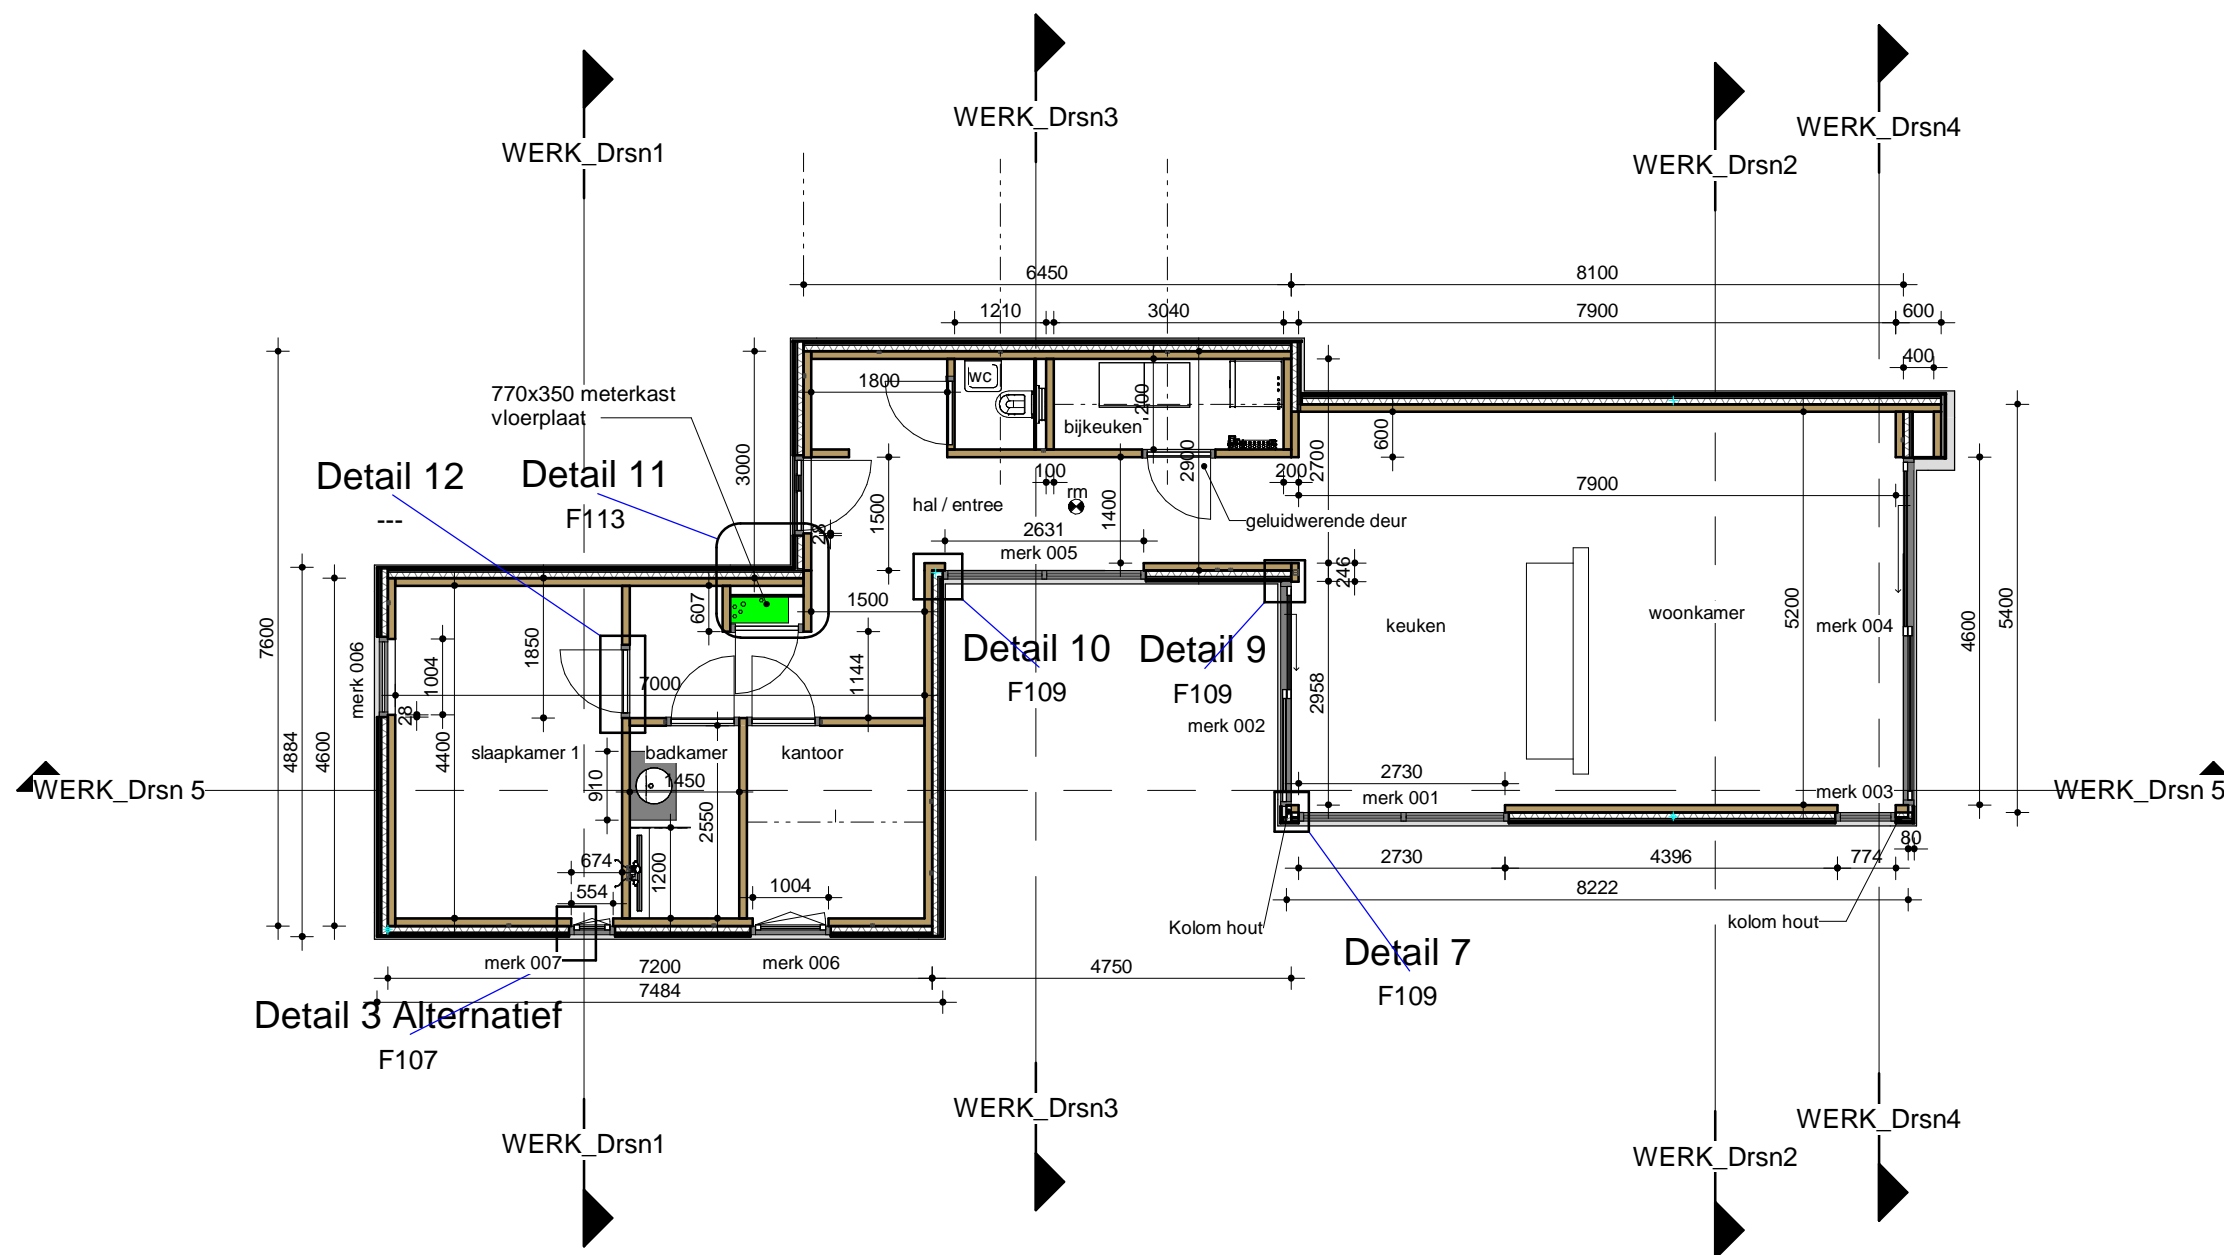 WERK_Drsn3
WERK_Drsn4
WERK_Drsn1
WERK_Drsn2
6450
8100
1210
3040
7900
600
400
770x350 meterkast
vloerplaat
1800
WC
bijkeuken
1200
600
3000
2900
2700
Detail 12
---
Detail 11
F113
100
200
7900
rm
hal / entree
1500
1400
28
geluidwerende deur
2631
merk 005
246
607
1500
7600
merk 006
1004
1850
7000
1144
28
Detail 10
F109
Detail 9
F109
keuken
woonkamer
5200
merk 004
4600
5400
2958
merk 002
4884
4600
4400
slaapkamer 1
badkamer
kantoor
910
1450
2550
WERK_Drsn 5
2730
merk 001
merk 003
WERK_Drsn 5
674
554
1200
1004
80
2730
4396
774
8222
Kolom hout
kolom hout
merk 007
7200
merk 006
4750
7484
Detail 7
F109
Detail 3 Alternatief
F107
WERK_Drsn3
WERK_Drsn4
WERK_Drsn1
WERK_Drsn2